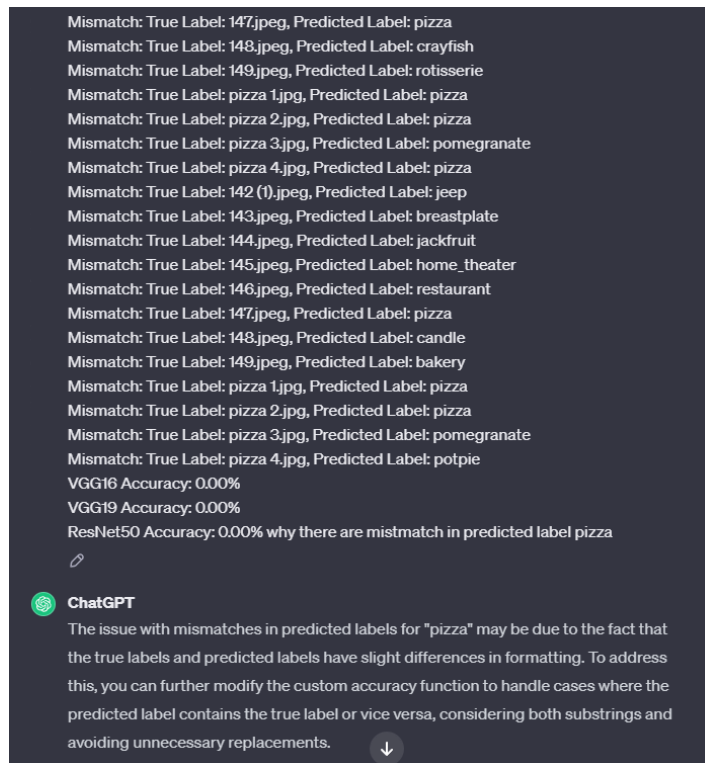 Mismatch: True Label: 147.jpeg, Predicted Label: pizza
Mismatch: True Label: 148.jpeg, Predicted Label: crayfish
Mismatch: True Label: 149.jpeg, Predicted Label: rotisserie
Mismatch: True Label: pizza 1.jpg, Predicted Label: pizza
Mismatch: True Label: pizza 2.jpg, Predicted Label: pizza
Mismatch: True Label: pizza 3.jpg, Predicted Label: pomegranate
Mismatch: True Label: pizza 4.jpg, Predicted Label: pizza
Mismatch: True Label: 142 (1).jpeg, Predicted Label: jeep
Mismatch: True Label: 143.jpeg, Predicted Label: breastplate
Mismatch: True Label: 144.jpeg, Predicted Label: jackfruit
Mismatch: True Label: 145.jpeg, Predicted Label: home_theater
Mismatch: True Label: 146.jpeg, Predicted Label: restaurant
Mismatch: True Label: 147.jpeg, Predicted Label: pizza
Mismatch: True Label: 148.jpeg, Predicted Label: candle
Mismatch: True Label: 149.jpeg, Predicted Label: bakery
Mismatch: True Label: pizza 1.jpg, Predicted Label: pizza
Mismatch: True Label: pizza 2.jpg, Predicted Label: pizza
Mismatch: True Label: pizza 3.jpg, Predicted Label: pomegranate
Mismatch: True Label: pizza 4.jpg, Predicted Label: potpie
VGG16 Accuracy: 0.00%
VGG19 Accuracy: 0.00%
ResNet50 Accuracy: 0.00% why there are mistmatch in predicted label pizza
ChatGPT
The issue with mismatches in predicted labels for "pizza" may be due to the fact that
the true labels and predicted labels have slight differences in formatting. To address
this, you can further modify the custom accuracy function to handle cases where the
predicted label contains the true label or vice versa, considering both substrings and
avoiding unnecessary replacements.